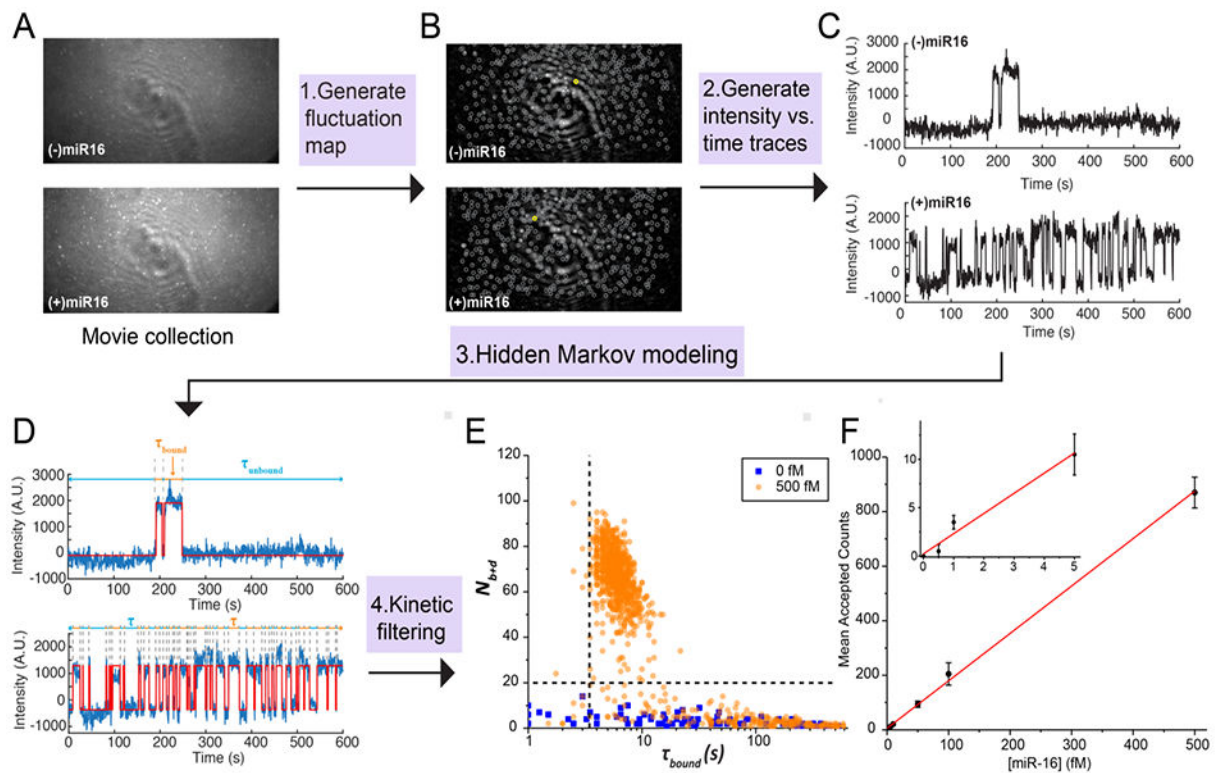 A
(-)miR16
(+)miR16
Movie collection
1.Generate
fluctuation
map
B
(-)miR16
(+)miR16
2.Generate
intensity vs.
time traces
C
(-)miR16
Intensity (A.U.)
3000
2000
1000
0
-1000
0 100 200 300 400 500 600
Time (s)
(+)miR16
Intensity (A.U.)
2000
1000
0
-1000
0 100 200 300 400 500 600
Time (s)
3.Hidden Markov modeling
D
τbound
τunbound
Intensity (A.U.)
3000
2000
1000
0
-1000
0 100 200 300 400 500 600
Time (s)
τ τ
Intensity (A.U.)
2000
1000
0
-1000
0 100 200 300 400 500 600
Time (s)
4.Kinetic
filtering
E
Nb+d
120
100
80
60
40
20
0
0 fM
500 fM
1 10 100
τbound (s)
F
Mean Accepted Counts
1000
800
600
400
200
0
10
5
0
0 1 2 3 4 5
0 100 200 300 400 500
[miR-16] (fM)